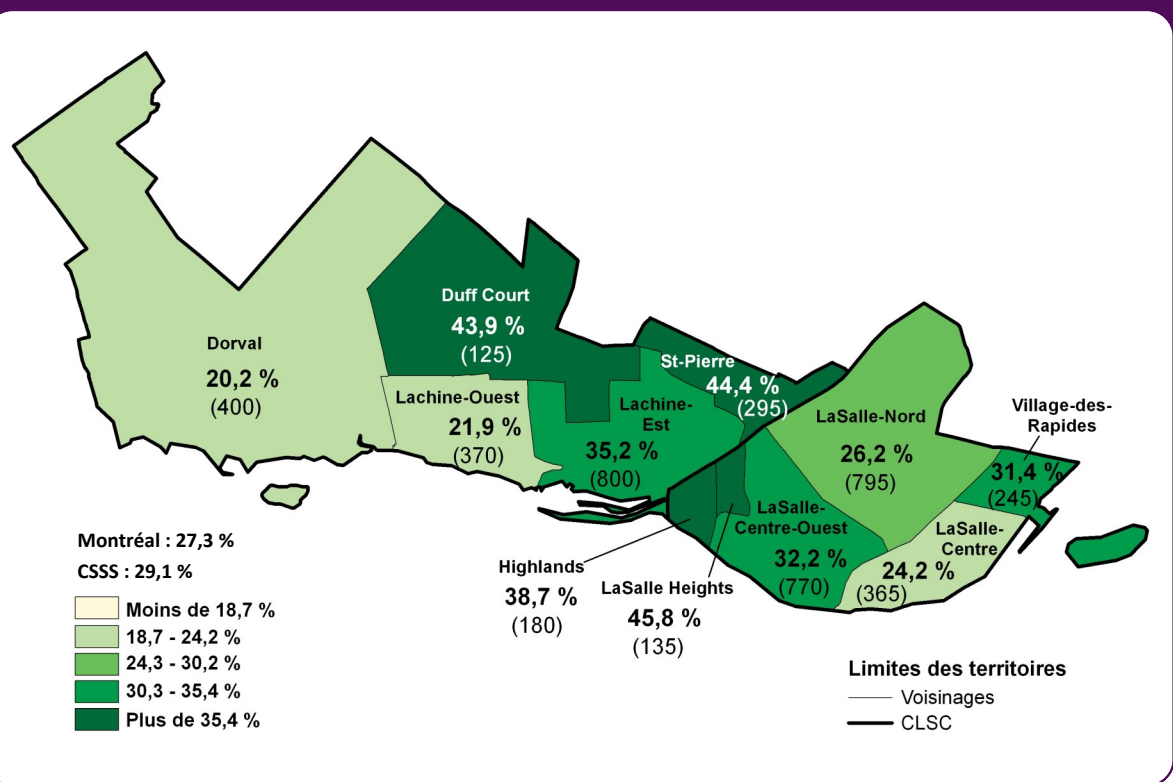 Dorval
20,2 %
(400)
Duff Court
43,9 %
(125)
Lachine-Ouest
21,9 %
(370)
Lachine-
Est
35,2 %
(800)
St-Pierre
44,4 %
(295)
LaSalle-Nord
26,2 %
(795)
Village-des-
Rapides
31,4 %
(245)
LaSalle-
Centre-Ouest
32,2 %
(770)
LaSalle-
Centre
24,2 %
(365)
Highlands
38,7 %
(180)
LaSalle Heights
45,8 %
(135)
Montréal : 27,3 %
CSSS : 29,1 %
Moins de 18,7 %
18,7 - 24,2 %
24,3 - 30,2 %
30,3 - 35,4 %
Plus de 35,4 %
Limites des territoires
Voisinages
CLSC